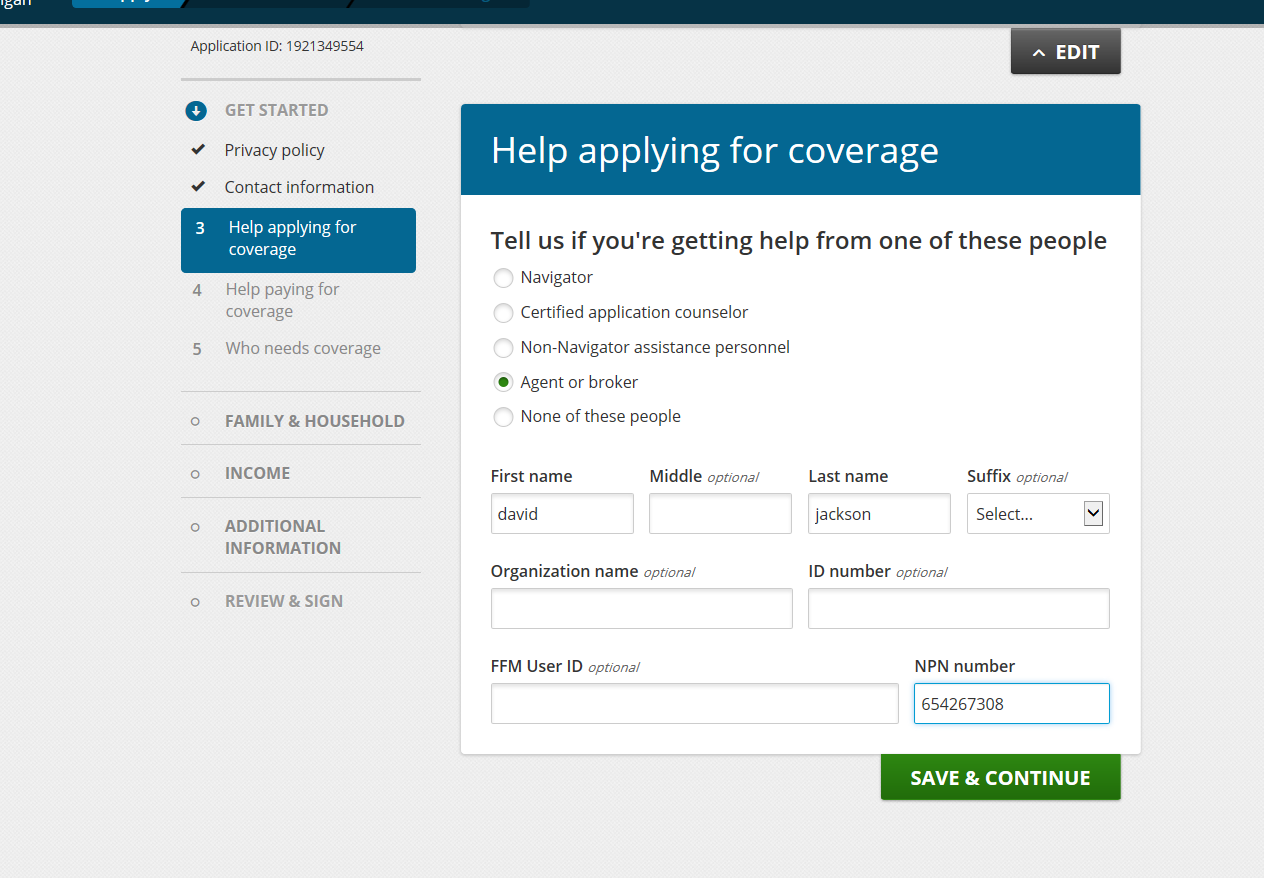 Application ID: 1921349554
EDIT
GET STARTED
Privacy policy
Contact information
3 Help applying for
coverage
4 Help paying for
coverage
5 Who needs coverage
FAMILY & HOUSEHOLD
INCOME
ADDITIONAL
INFORMATION
REVIEW & SIGN
Help applying for coverage
Tell us if you're getting help from one of these people
Navigator
Certified application counselor
Non-Navigator assistance personnel
Agent or broker
None of these people
First name Middle optional Last name Suffix optional
david jackson Select...
Organization name optional ID number optional
FFM User ID optional NPN number
654267308
SAVE & CONTINUE